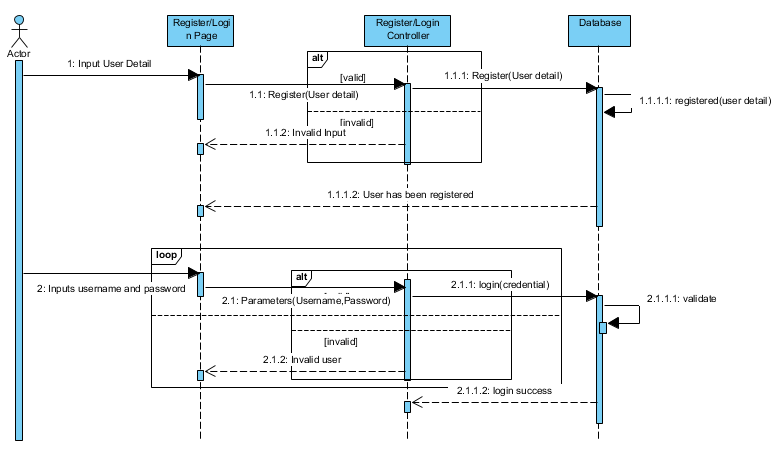 Register/Logi
n Page
Register/Login
Controller
Database
Actor
alt
1: Input User Detail
[valid]
1.1.1: Register(User detail)
1.1: Register(User detail)
1.1.1.1: registered(user detail)
[invalid]
1.1.2: Invalid Input
1.1.1.2: User has been registered
loop
alt
2: Inputs username and password
2.1.1: login(credential)
2.1: Parameters(Username,Password)
2.1.1.1: validate
[invalid]
2.1.2: Invalid user
2.1.1.2: login success